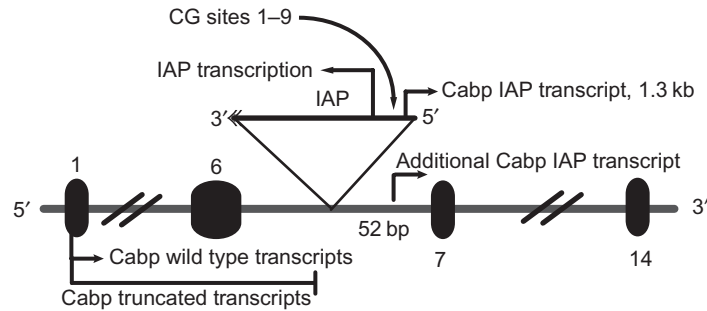 CG sites 1–9
IAP transcription
IAP
Cabp IAP transcript, 1.3 kb
3′
5′
Additional Cabp IAP transcript
1
6
5′
3′
52 bp
7
14
Cabp wild type transcripts
Cabp truncated transcripts